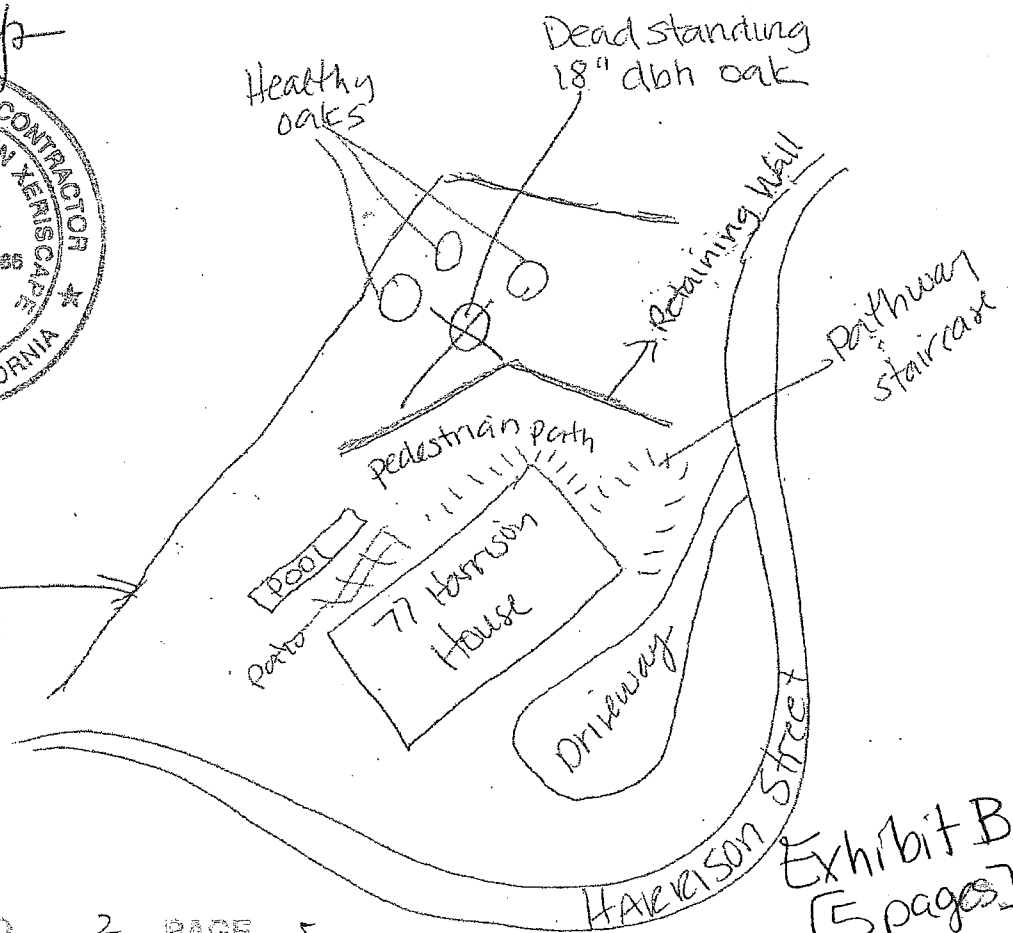 Dead standing
18" dbh oak
Healthy
oaks
CONTRACTOR
XERISCAPE
Retaining Wall
Pathway
staircase
pedestrian path
POOL
patio
77 Harrison
House
Driveway
HARRISON Street
Exhibit B
[5 pages]
2 PAGE 5